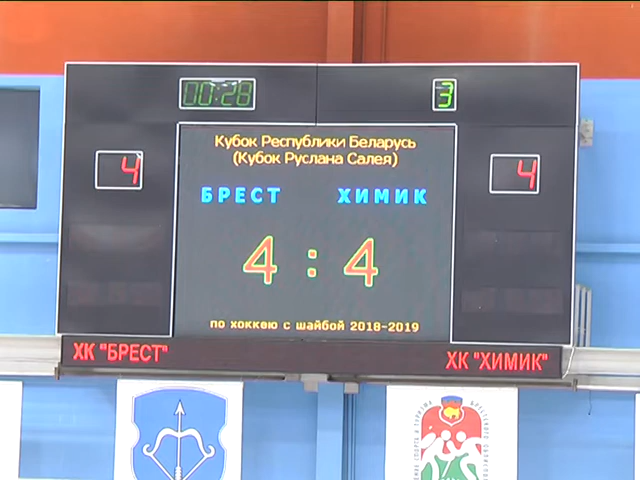 00:28 3
Кубок Республики Беларусь
(Кубок Руслана Салея)
4 4
БРЕСТ ХИМИК
4 : 4
по хоккею с шайбой 2018-2019
ХК "БРЕСТ" ХК "ХИМИК"